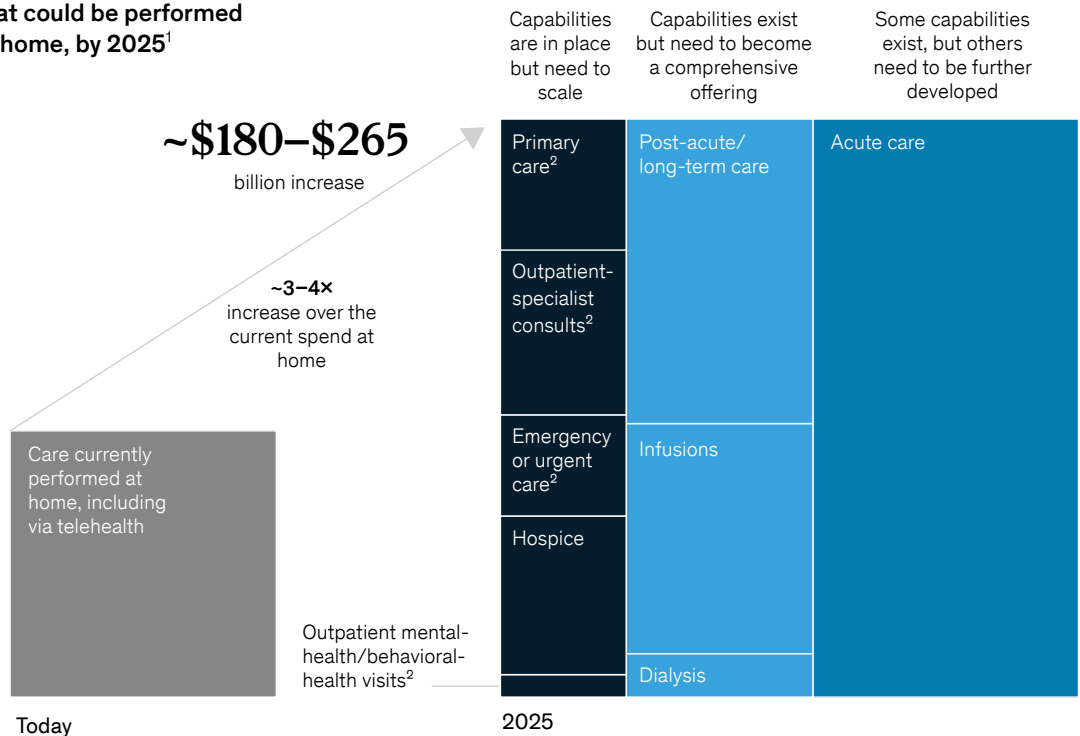 at could be performed
home, by 2025¹
Capabilities
are in place
but need to
scale
Capabilities exist
but need to become
a comprehensive
offering
Some capabilities
exist, but others
need to be further
developed
~$180–$265
billion increase
~3–4×
increase over the
current spend at
home
Care currently
performed at
home, including
via telehealth
Today
Primary
care²
Outpatient-
specialist
consults²
Emergency
or urgent
care²
Hospice
Outpatient mental-
health/behavioral-
health visits²
Post-acute/
long-term care
Infusions
Dialysis
Acute care
2025